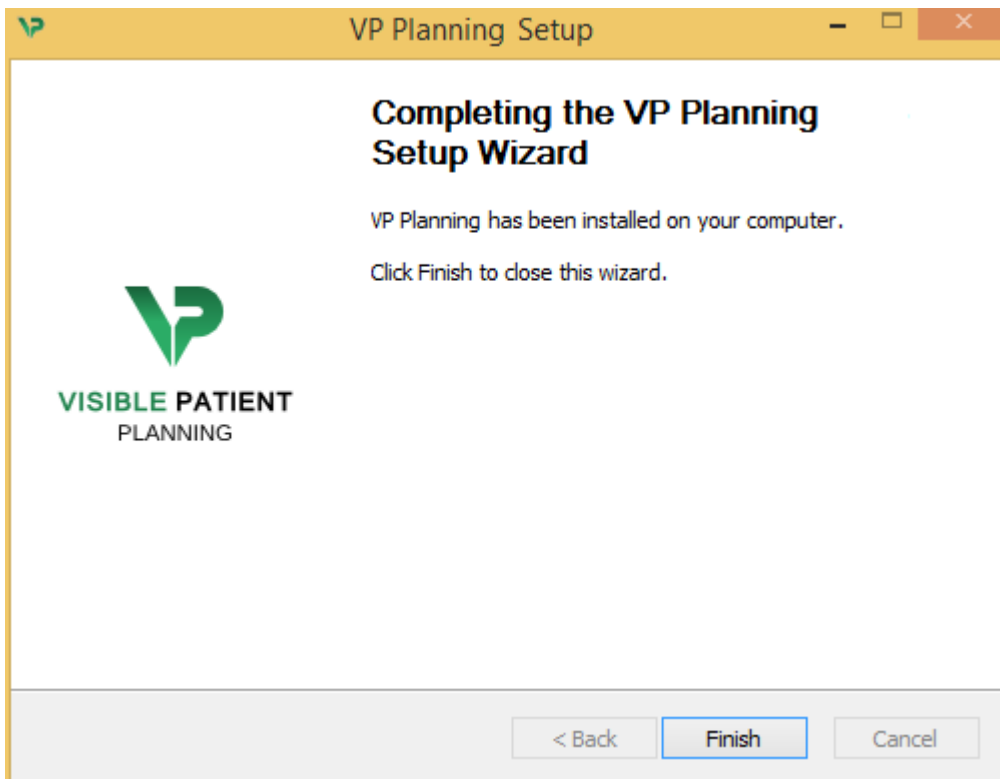 VP Planning Setup
Completing the VP Planning
Setup Wizard
VP Planning has been installed on your computer.
Click Finish to close this wizard.
VP
VISIBLE PATIENT
PLANNING
< Back
Finish
Cancel